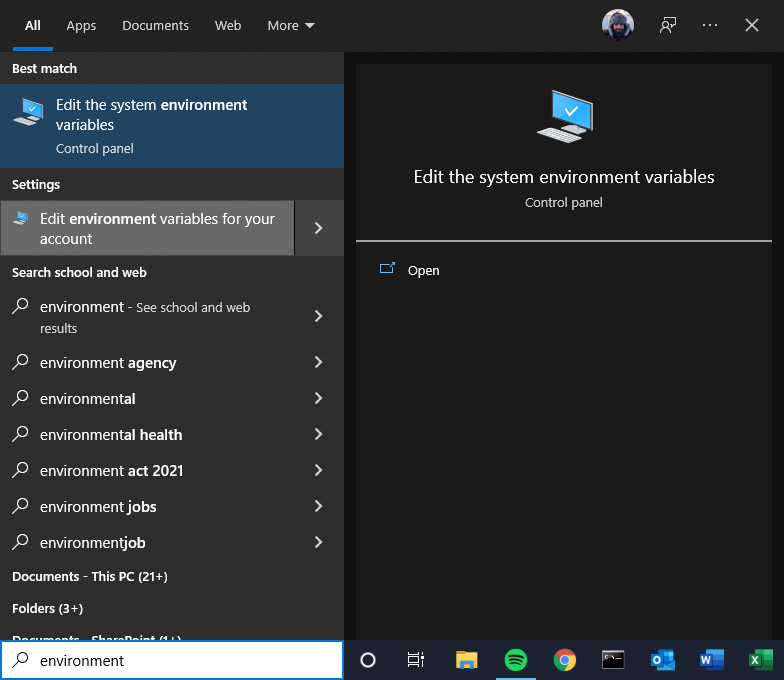 All Apps Documents Web More
Best match
Edit the system environment
variables
Control panel
Settings
Edit environment variables for your
account
Search school and web
environment - See school and web
results
environment agency
environmental
environmental health
environment act 2021
environment jobs
environmentjob
Documents - This PC (21+)
Folders (3+)
Documents - SharePoint (1+)
environment
Edit the system environment variables
Control panel
Open